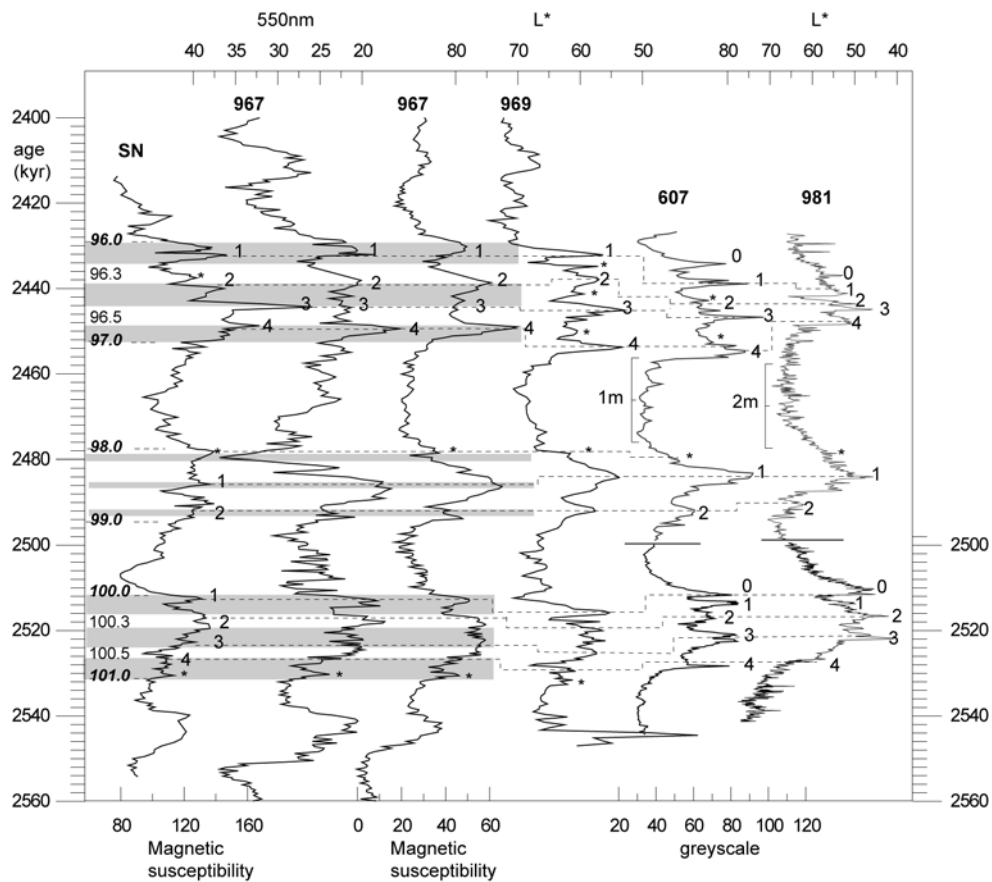 550nm L* L*
40 35 30 25 20 80 70 60 50 80 70 60 50 40
2400
age
(kyr)
2420
2440
2460
2480
2500
2520
2540
2560
SN
967
967
969
607
981
96.0
96.3
96.5
97.0
98.0
99.0
100.0
100.3
100.5
101.0
1 1 1 1 * 0 0
* 2 2 2 2 * 1 1
3 3 3 3 * 2 * 2
4 4 4 4 3 3
* 4 4
1m 2m
* * * * *
1 1 1
2 2 2
0 0
1 1 1
2 2 2
3 3 3
4 4 4
* * * *
2500
2520
2540
2560
80 120 160 0 20 40 60 20 40 60 80 100 120
Magnetic
susceptibility
Magnetic
susceptibility
greyscale